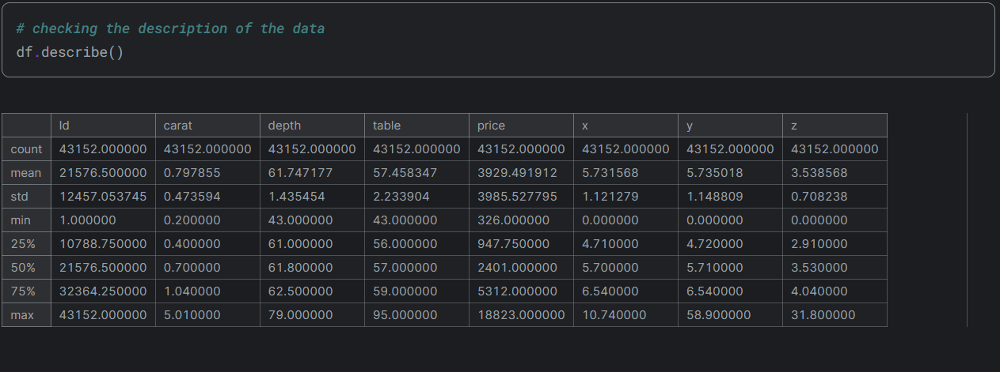 # checking the description of the data
df.describe()
Id carat depth table price x y z
count 43152.000000 43152.000000 43152.000000 43152.000000 43152.000000 43152.000000 43152.000000 43152.000000
mean 21576.500000 0.797855 61.747177 57.458347 3929.491912 5.731568 5.735018 3.538568
std 12457.053745 0.473594 1.435454 2.233904 3985.527795 1.121279 1.148809 0.708238
min 1.000000 0.200000 43.000000 43.000000 326.000000 0.000000 0.000000 0.000000
25% 10788.750000 0.400000 61.000000 56.000000 947.750000 4.710000 4.720000 2.910000
50% 21576.500000 0.700000 61.800000 57.000000 2401.000000 5.700000 5.710000 3.530000
75% 32364.250000 1.040000 62.500000 59.000000 5312.000000 6.540000 6.540000 4.040000
max 43152.000000 5.010000 79.000000 95.000000 18823.000000 10.740000 58.900000 31.800000